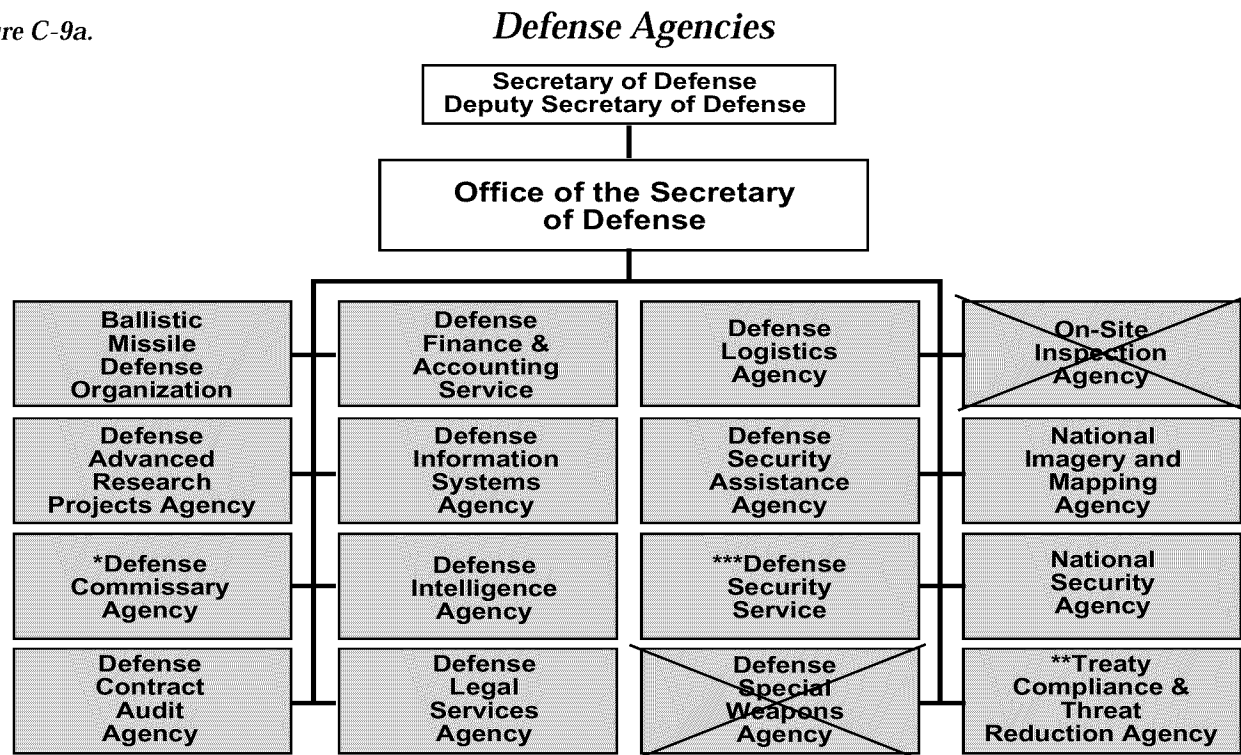 re C-9a.
Defense Agencies
Secretary of Defense
Deputy Secretary of Defense
Office of the Secretary
of Defense
Ballistic
Missile
Defense
Organization
Defense
Finance &
Accounting
Service
Defense
Logistics
Agency
On-Site
Inspection
Agency
Defense
Advanced
Research
Projects Agency
Defense
Information
Systems
Agency
Defense
Security
Assistance
Agency
National
Imagery and
Mapping
Agency
*Defense
Commissary
Agency
Defense
Intelligence
Agency
***Defense
Security
Service
National
Security
Agency
Defense
Contract
Audit
Agency
Defense
Legal
Services
Agency
Defense
Special
Weapons
Agency
**Treaty
Compliance &
Threat
Reduction Agency